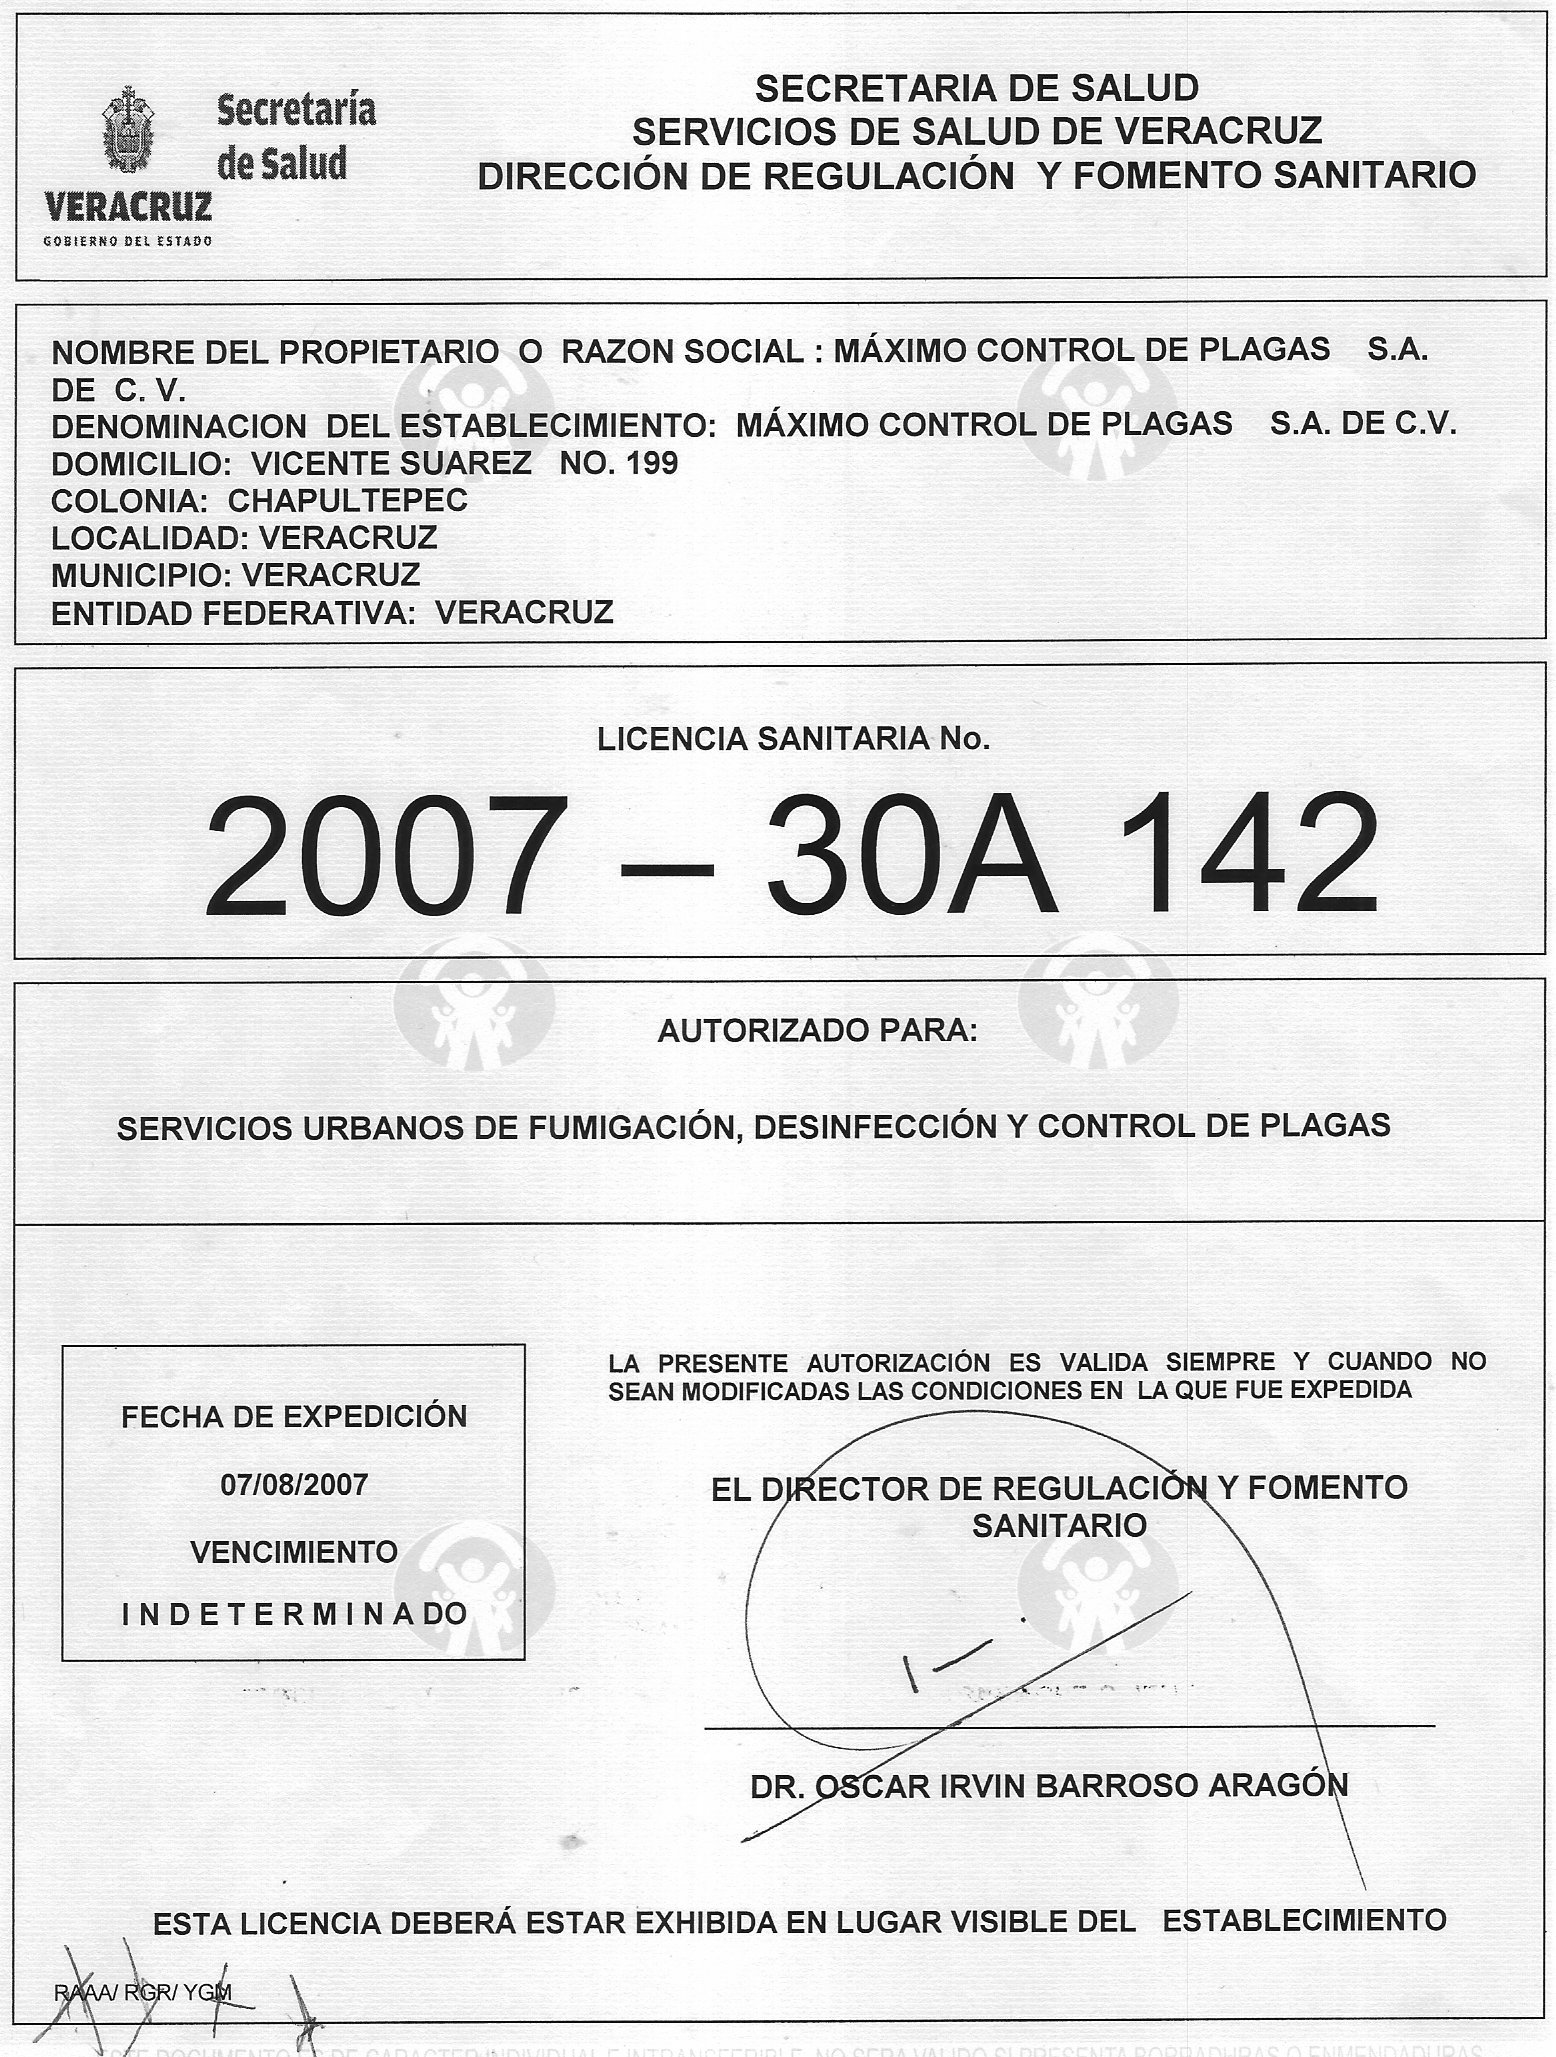 Secretaría
de Salud
VERACRUZ
GOBIERNO DEL ESTADO
SECRETARIA DE SALUD
SERVICIOS DE SALUD DE VERACRUZ
DIRECCIÓN DE REGULACIÓN Y FOMENTO SANITARIO
NOMBRE DEL PROPIETARIO O RAZON SOCIAL : MÁXIMO CONTROL DE PLAGAS S.A.
DE C. V.
DENOMINACION DEL ESTABLECIMIENTO: MÁXIMO CONTROL DE PLAGAS S.A. DE C.V.
DOMICILIO: VICENTE SUAREZ NO. 199
COLONIA: CHAPULTEPEC
LOCALIDAD: VERACRUZ
MUNICIPIO: VERACRUZ
ENTIDAD FEDERATIVA: VERACRUZ
LICENCIA SANITARIA No.
2007 – 30A 142
AUTORIZADO PARA:
SERVICIOS URBANOS DE FUMIGACIÓN, DESINFECCIÓN Y CONTROL DE PLAGAS
FECHA DE EXPEDICIÓN
07/08/2007
VENCIMIENTO
I N D E T E R M I N A DO
LA PRESENTE AUTORIZACIÓN ES VALIDA SIEMPRE Y CUANDO NO
SEAN MODIFICADAS LAS CONDICIONES EN LA QUE FUE EXPEDIDA
EL DIRECTOR DE REGULACIÓN Y FOMENTO
SANITARIO
DR. OSCAR IRVIN BARROSO ARAGÓN
ESTA LICENCIA DEBERÁ ESTAR EXHIBIDA EN LUGAR VISIBLE DEL ESTABLECIMIENTO
RAAA/ RGR/ YGM
ESTE DOCUMENTO ES DE CARACTER INDIVIDUAL E INTRANSFERIBLE, NO SERA VALIDO SI PRESENTA BORRADURAS O ENMENDADURAS